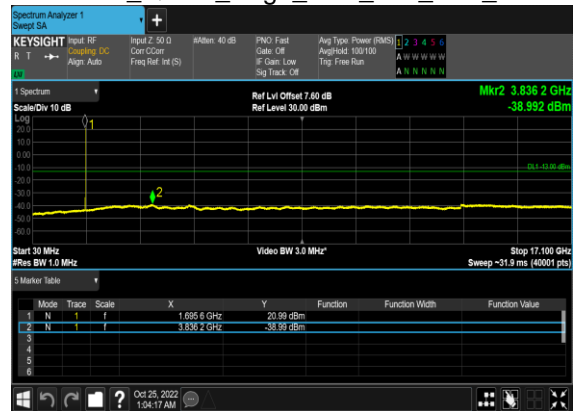 Spectrum Analyzer 1
Swept SA
+
KEYSIGHT Input: RF Input Z: 50 Ω #Atten: 40 dB PNO: Fast Avg Type: Power (RMS) 1 2 3 4 5 6
R T Coupling: DC Corr CCorr Gate: Off Avg|Hold: 100/100 A W W W W W
Align: Auto Freq Ref: Int (S) IF Gain: Low Trig: Free Run
Sig Track: Off A N N N N N
LXI
1 Spectrum Ref Lvl Offset 7.60 dB Mkr2 3.836 2 GHz
Scale/Div 10 dB Ref Level 30.00 dBm -38.992 dBm
Log
1
20.0
10.0
0.00
-10.0
DL1 -13.00 dBm
-20.0
-30.0
2
-40.0
-50.0
-60.0
Start 30 MHz Video BW 3.0 MHz* Stop 17.100 GHz
#Res BW 1.0 MHz Sweep ~31.9 ms (40001 pts)
5 Marker Table
Mode Trace Scale X Y Function Function Width Function Value
1 N 1 f 1.695 6 GHz 20.99 dBm
2 N 1 f 3.836 2 GHz -38.99 dBm
3
4
5
6
? Oct 25, 2022
1:04:17 AM